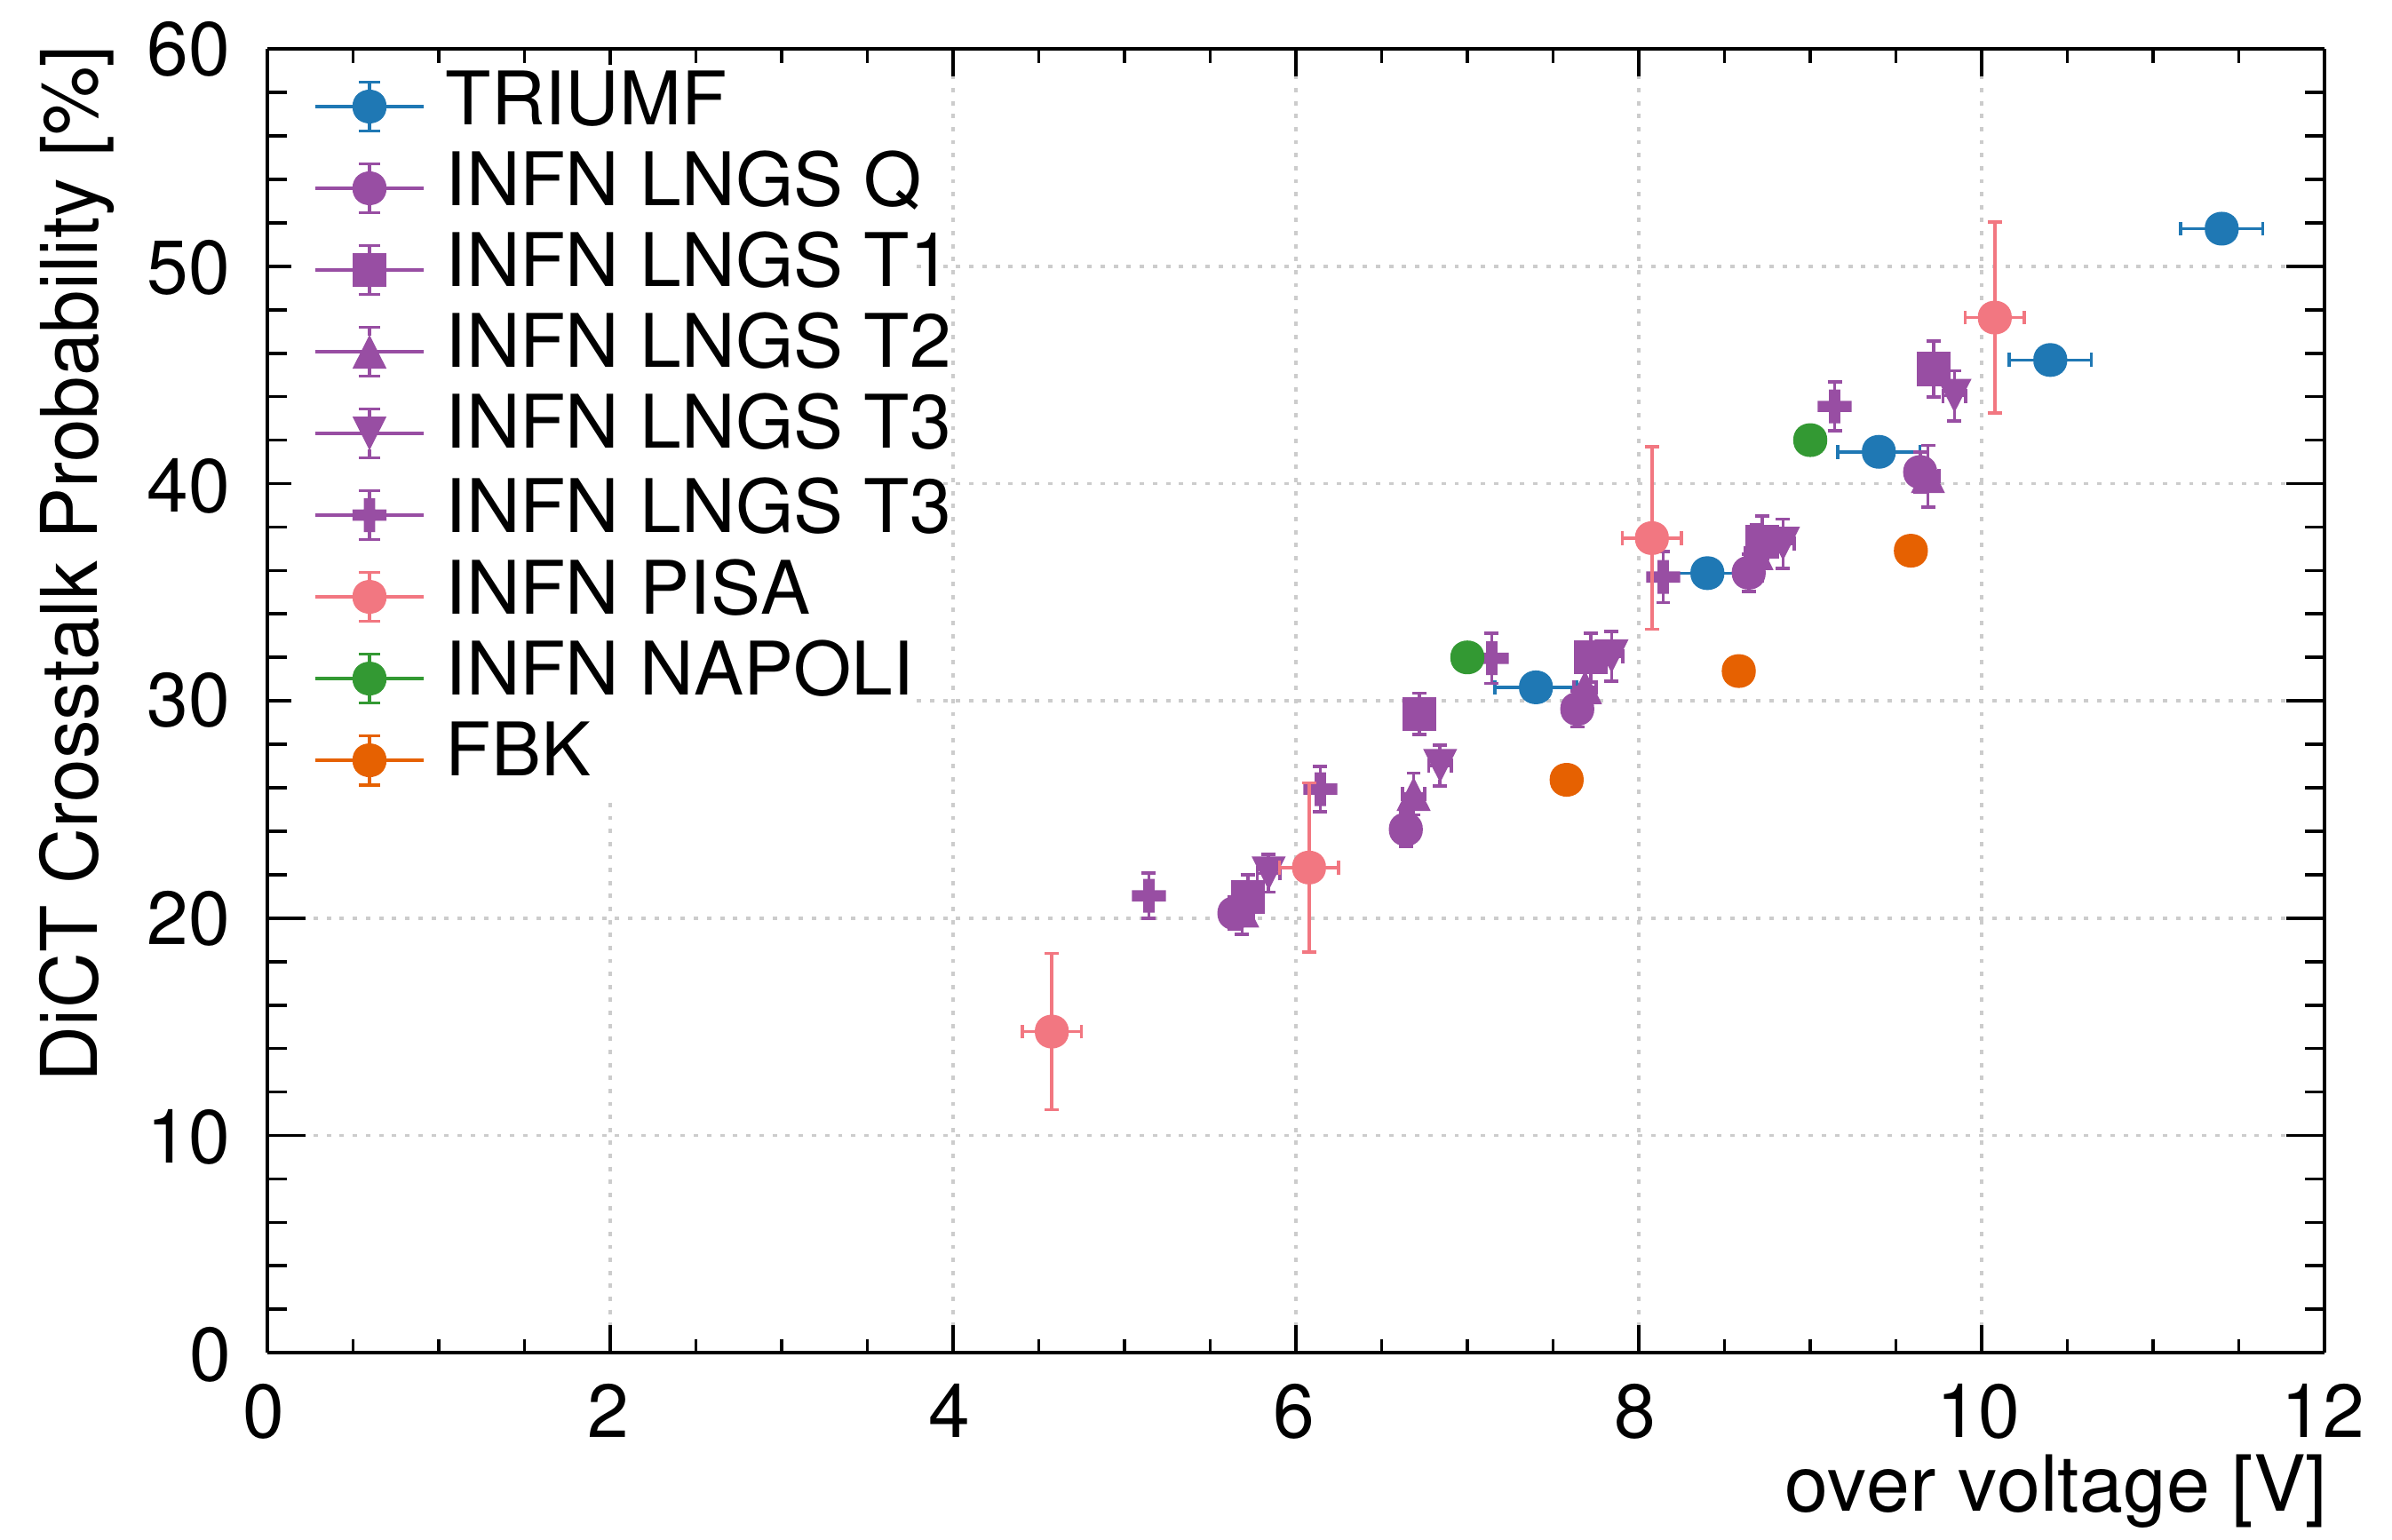 DiCT Crosstalk Probability [%]
60
50
40
30
20
10
0
TRIUMF
INFN LNGS Q
INFN LNGS T1
INFN LNGS T2
INFN LNGS T3
INFN LNGS T3
INFN PISA
INFN NAPOLI
FBK
0 2 4 6 8 10 12
over voltage [V]